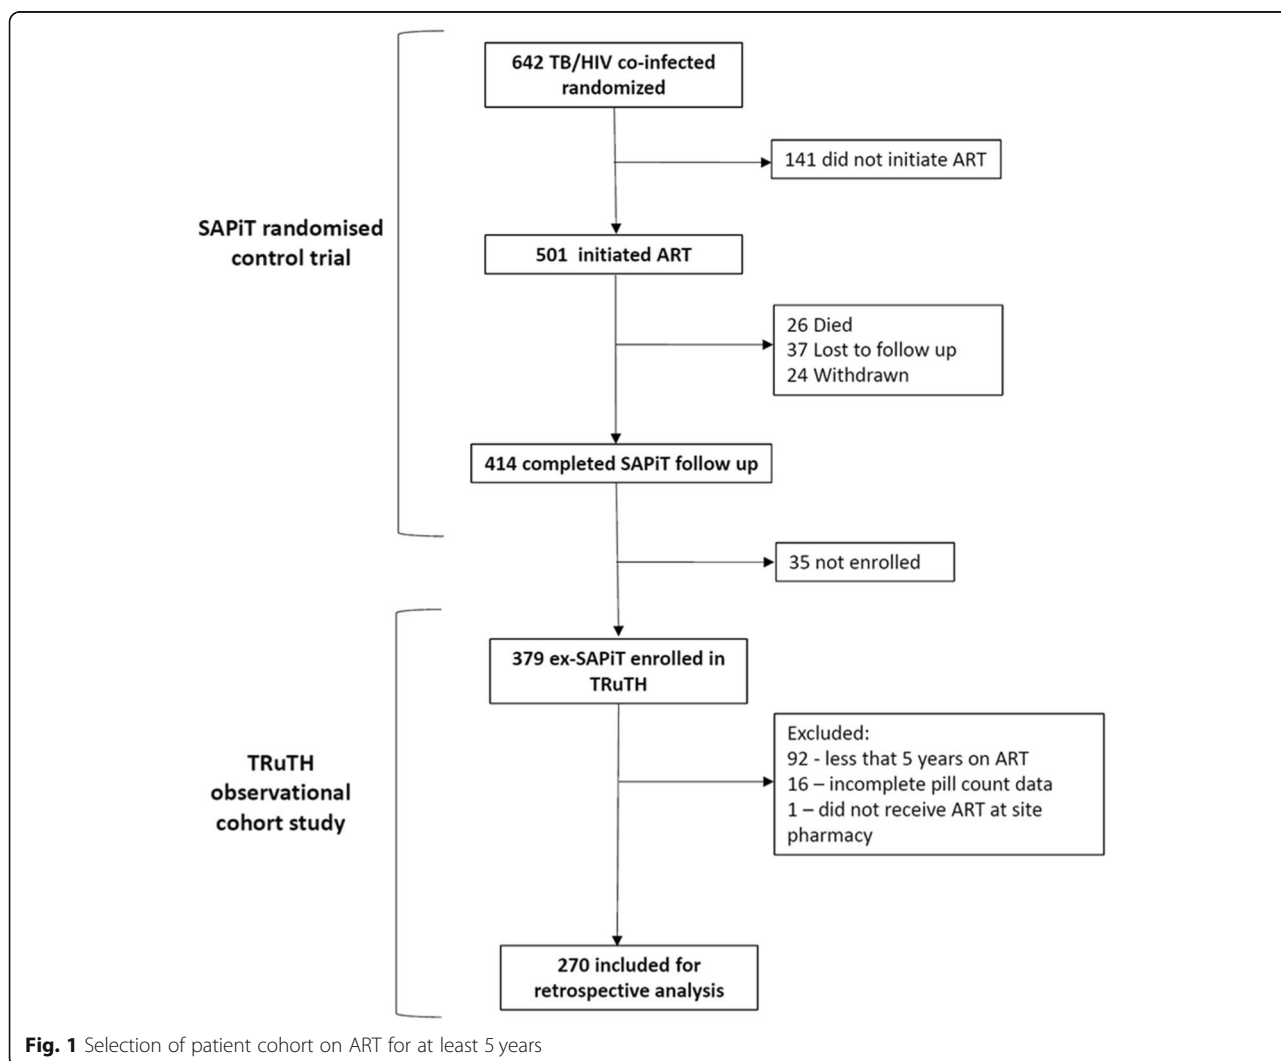 642 TB/HIV co-infected
randomized
141 did not initiate ART
SAPiT randomised
control trial
501 initiated ART
26 Died
37 Lost to follow up
24 Withdrawn
414 completed SAPiT follow up
35 not enrolled
379 ex-SAPiT enrolled in
TRuTH
Excluded:
92 - less that 5 years on ART
16 – incomplete pill count data
1 – did not receive ART at site
pharmacy
TRuTH
observational
cohort study
270 included for
retrospective analysis
Fig. 1 Selection of patient cohort on ART for at least 5 years